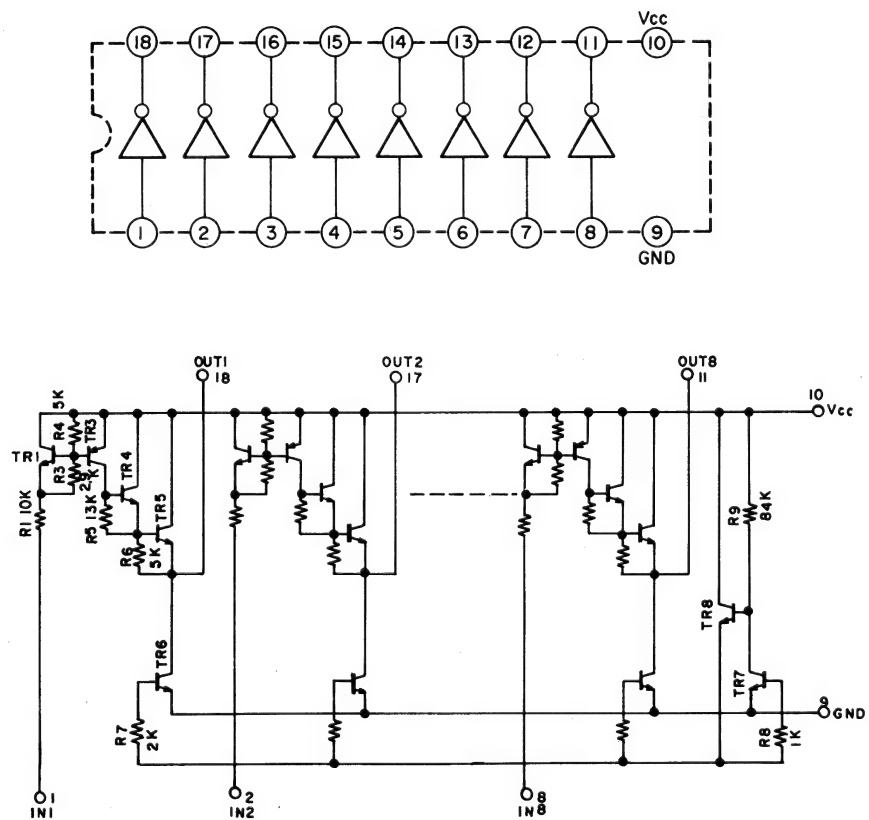 Vcc
18 17 16 15 14 13 12 11 10
1 2 3 4 5 6 7 8 9
GND
OUT1
18
OUT2
17
OUT8
11
10
Vcc
5K
R4
TR3
TR1
R3
2.9
K
TR4
R1 10K
R5 13K
TR5
R6
5K
R9
84K
TR8
TR6
TR7
R7
2K
9
GND
R8
1K
1
IN1
2
IN2
8
IN8